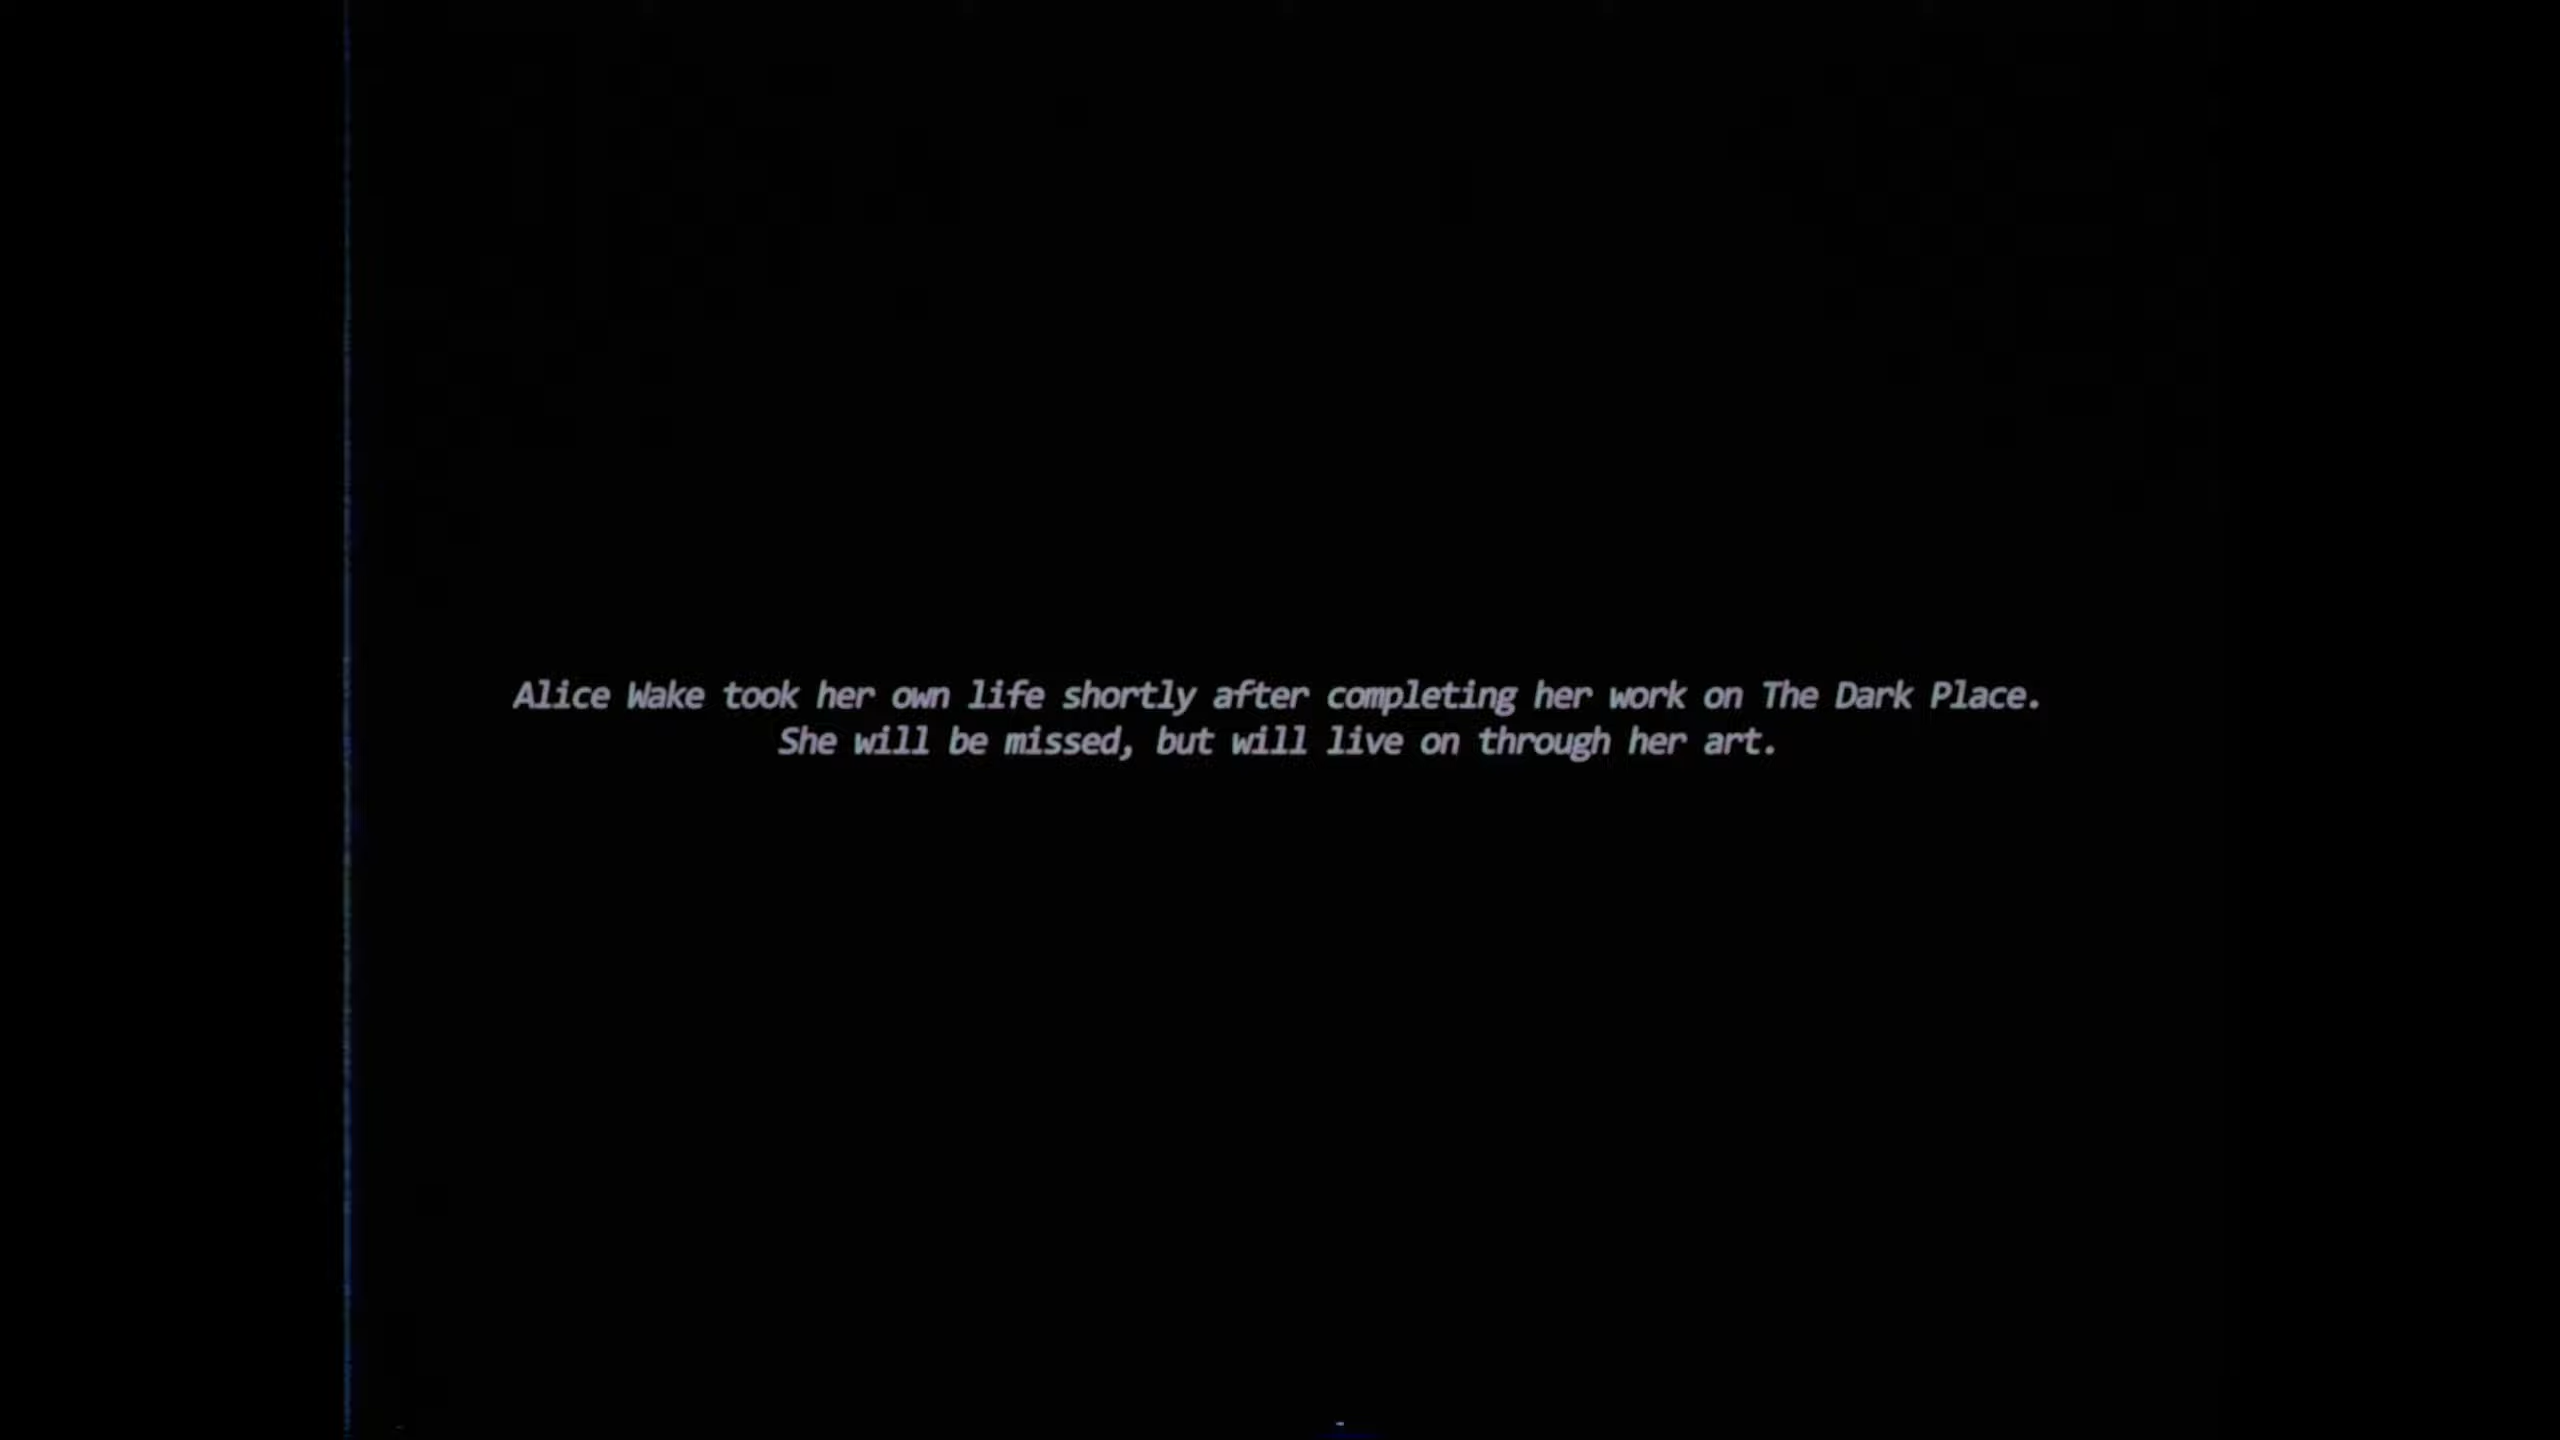 Alice Wake took her own life shortly after completing her work on The Dark Place.
She will be missed, but will live on through her art.